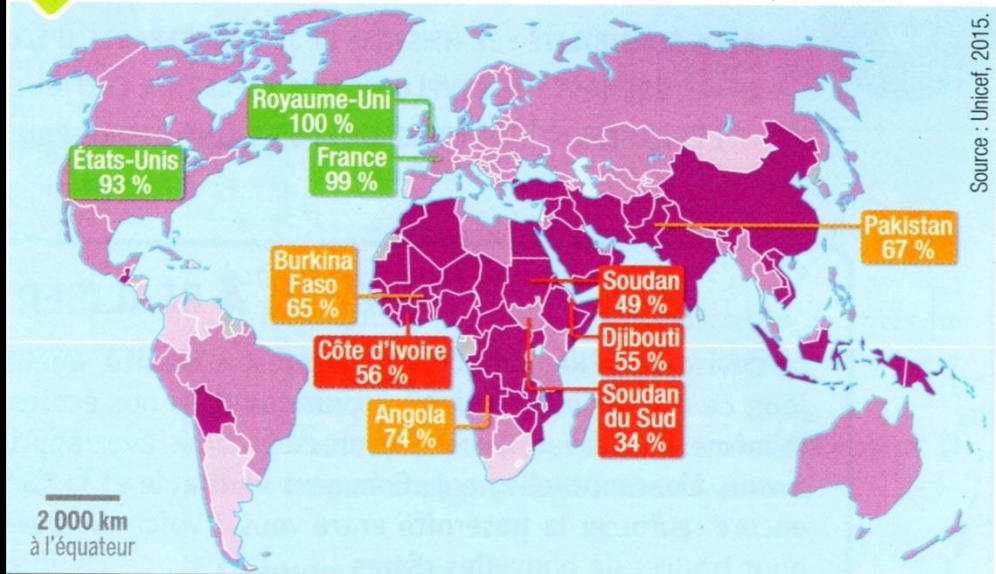 Source : Unicef, 2015.
Royaume-Uni
100 %
États-Unis
93 %
France
99 %
Pakistan
67 %
Burkina
Faso
65 %
Soudan
49 %
Djibouti
55 %
Côte d'Ivoire
56 %
Soudan
du Sud
34 %
Angola
74 %
2 000 km
à l'équateur